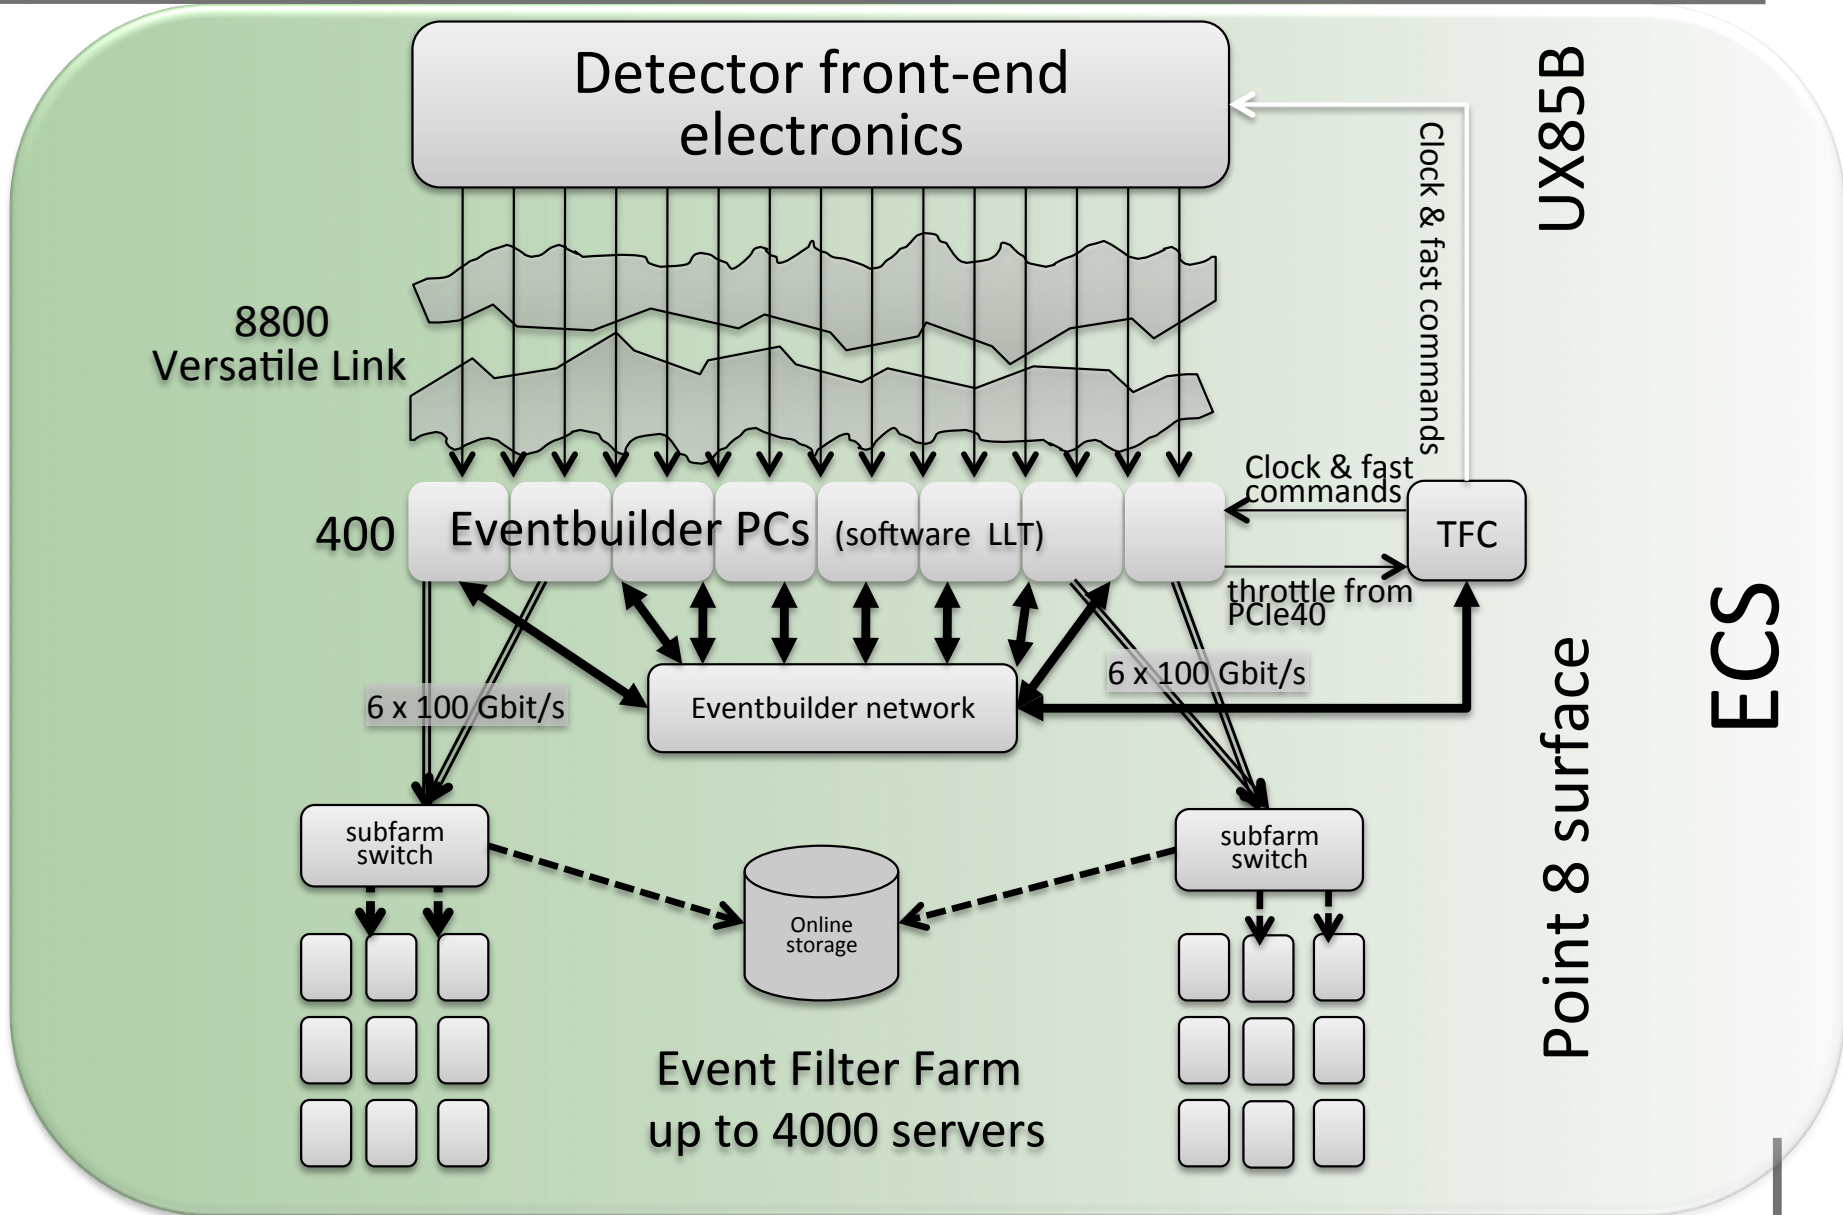 Detector front-end
electronics
UX85B
Clock & fast commands
8800
Versatile Link
Clock & fast
commands
400
Eventbuilder PCs (software LLT)
TFC
throttle from
PCIe40
6 x 100 Gbit/s
6 x 100 Gbit/s
Eventbuilder network
ECS
Point 8 surface
subfarm
switch
subfarm
switch
Online
storage
Event Filter Farm
up to 4000 servers